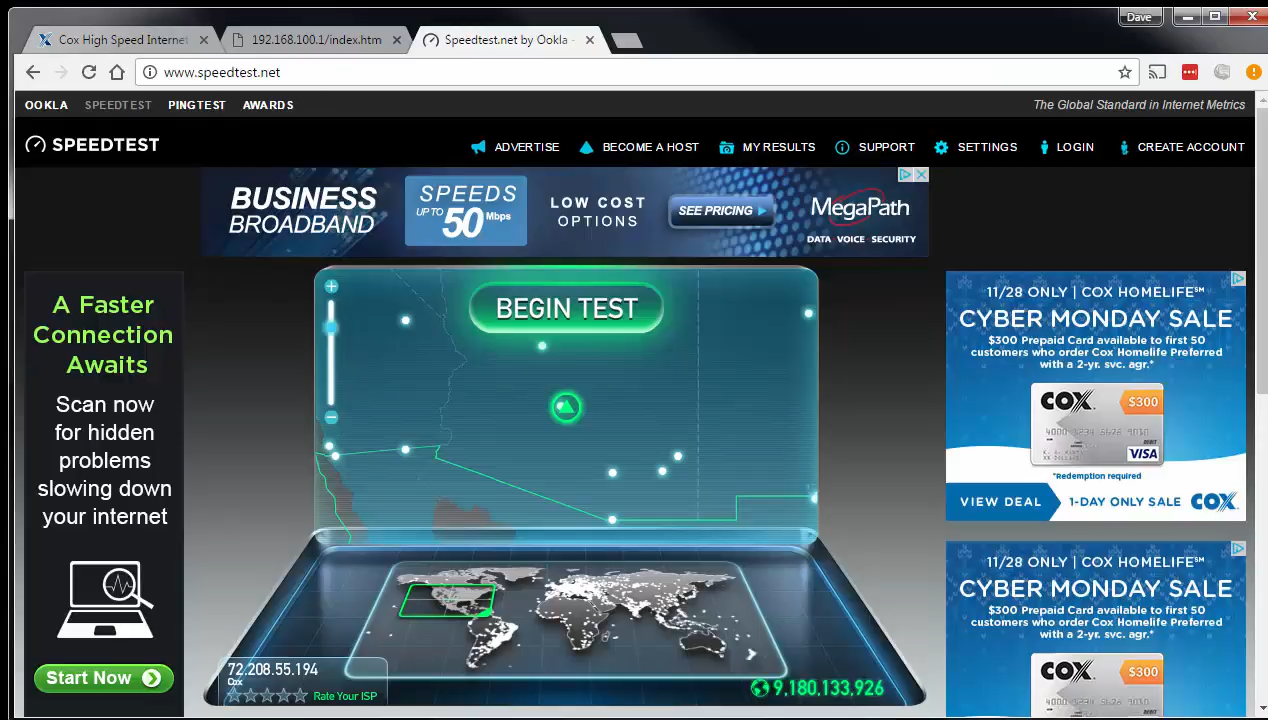 Dave
Cox High Speed Internet
192.168.100.1/index.htm
Speedtest.net by Ookla -
www.speedtest.net
OOKLA SPEEDTEST PINGTEST AWARDS
The Global Standard in Internet Metrics
SPEEDTEST
ADVERTISE BECOME A HOST MY RESULTS SUPPORT SETTINGS LOGIN CREATE ACCOUNT
BUSINESS
BROADBAND
SPEEDS
UP TO 50 Mbps
LOW COST
OPTIONS
SEE PRICING
MegaPath
DATA VOICE SECURITY
A Faster
Connection
Awaits
Scan now
for hidden
problems
slowing down
your internet
Start Now
BEGIN TEST
72.208.55.194
Cox
Rate Your ISP
9,180,133,926
11/28 ONLY | COX HOMELIFE℠
CYBER MONDAY SALE
$300 Prepaid Card available to first 50
customers who order Cox Homelife Preferred
with a 2-yr. svc. agr.*
COX
$300
DEBIT
VISA
*Redemption required
VIEW DEAL
1-DAY ONLY SALE
COX
11/28 ONLY | COX HOMELIFE℠
CYBER MONDAY SALE
$300 Prepaid Card available to first 50
customers who order Cox Homelife Preferred
with a 2-yr. svc. agr.*
COX
$300